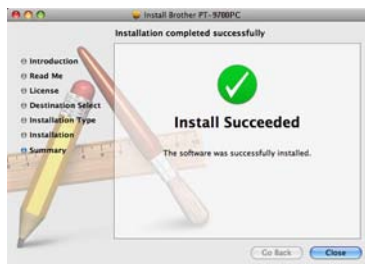 Install Brother PT-9700PC
Installation completed successfully
Introduction
Read Me
License
Destination Select
Installation Type
Installation
Summary
Install Succeeded
The software was successfully installed.
Go Back
Close